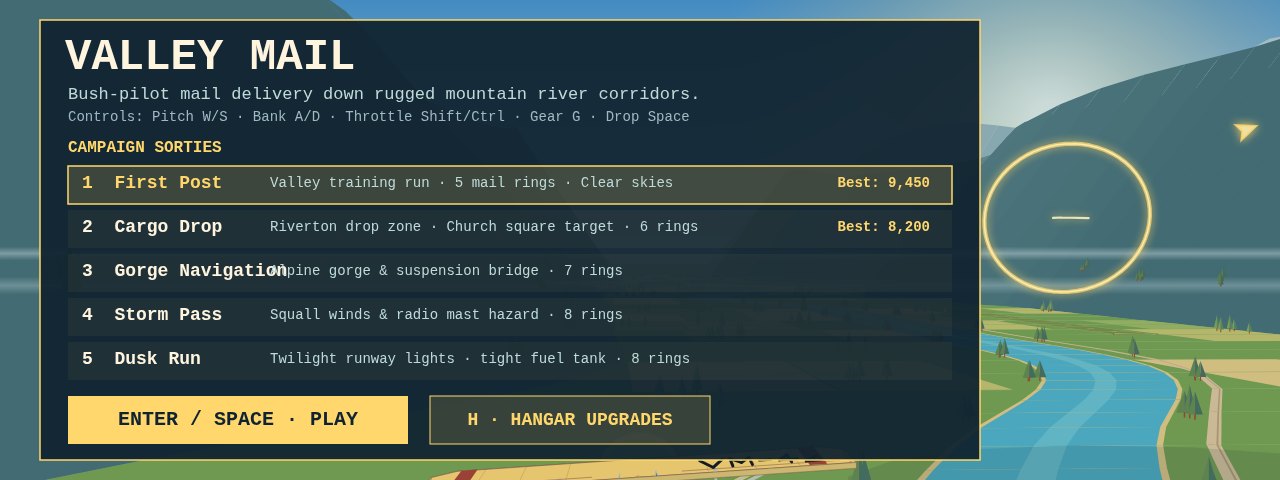 VALLEY MAIL
Bush-pilot mail delivery down rugged mountain river corridors.
Controls: Pitch W/S · Bank A/D · Throttle Shift/Ctrl · Gear G · Drop Space
CAMPAIGN SORTIES
1 First Post Valley training run · 5 mail rings · Clear skies Best: 9,450
2 Cargo Drop Riverton drop zone · Church square target · 6 rings Best: 8,200
3 Gorge Navigation Alpine gorge & suspension bridge · 7 rings
4 Storm Pass Squall winds & radio mast hazard · 8 rings
5 Dusk Run Twilight runway lights · tight fuel tank · 8 rings
ENTER / SPACE · PLAY H · HANGAR UPGRADES